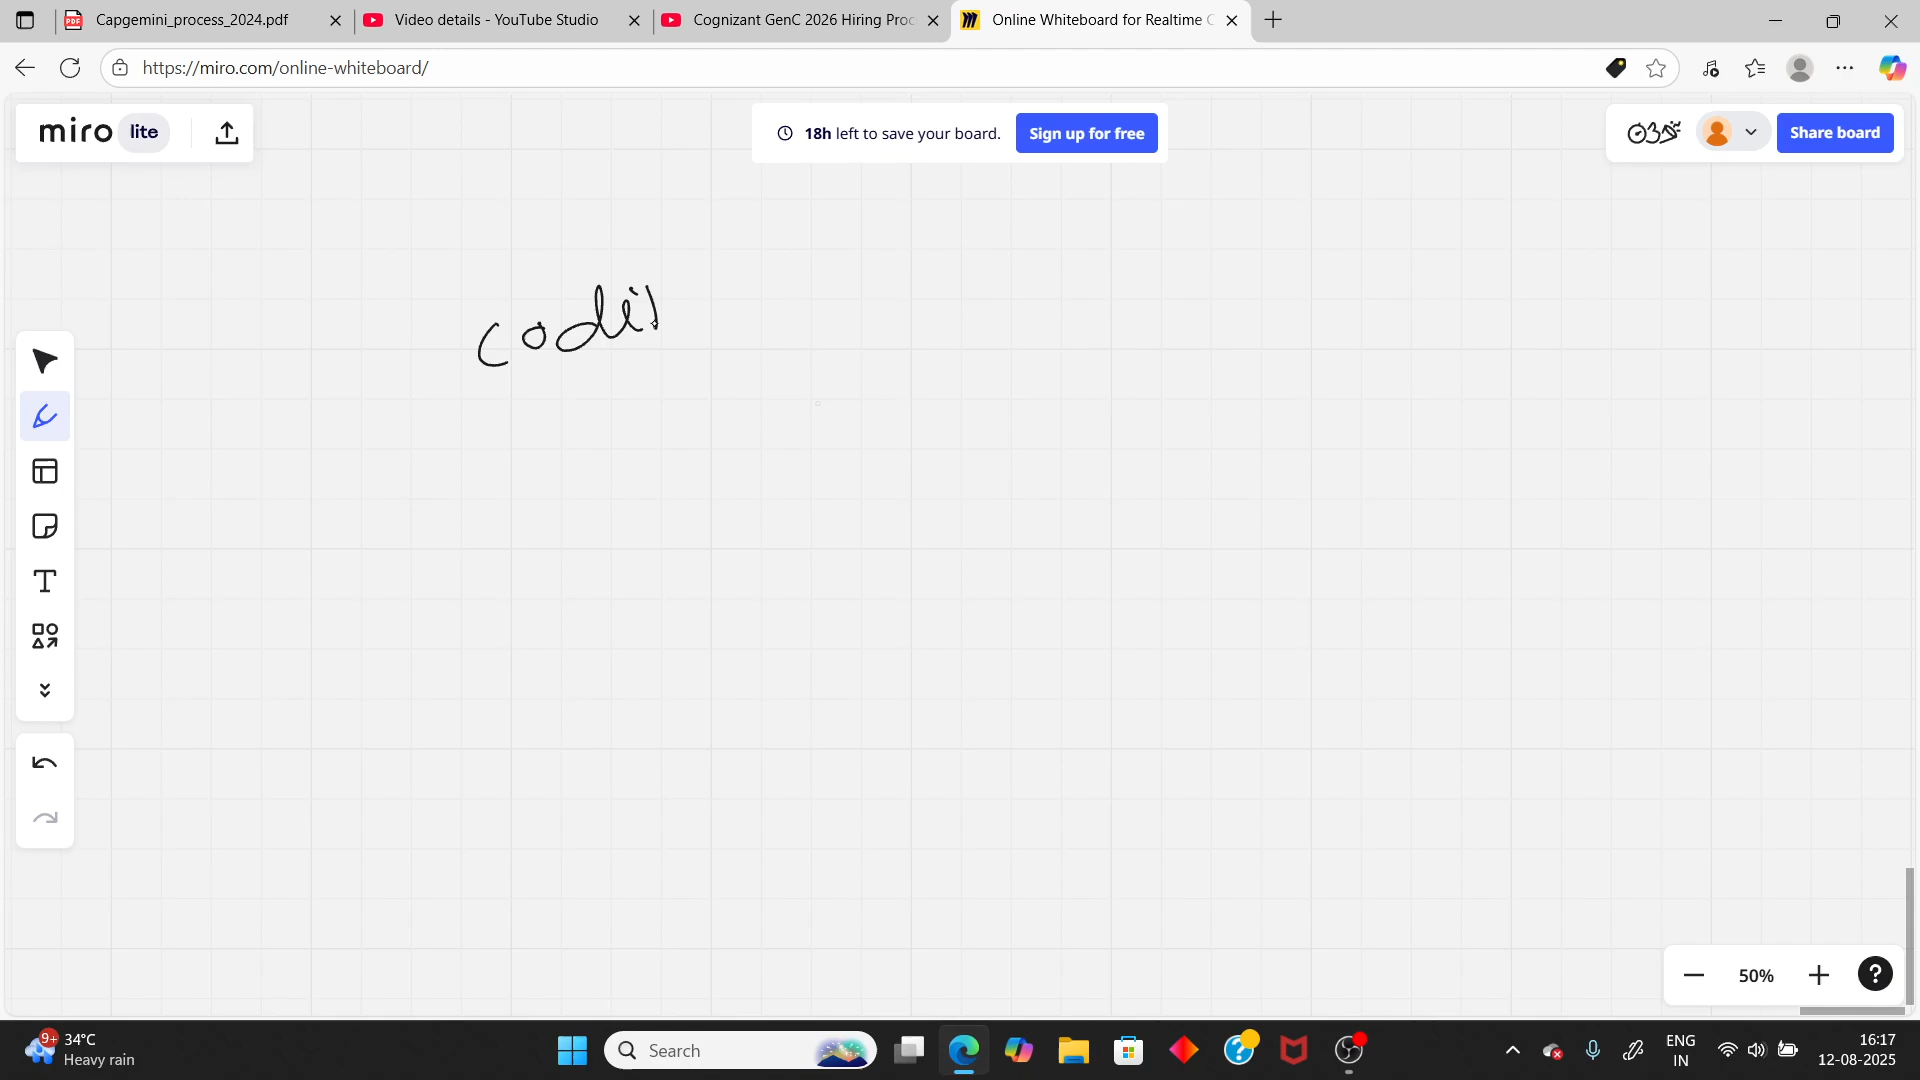 Capgemini_process_2024.pdf
Video details - YouTube Studio
Cognizant GenC 2026 Hiring Proc
Online Whiteboard for Realtime C
https://miro.com/online-whiteboard/
miro lite
18h left to save your board.
Sign up for free
Share board
codi
50%
34°C
Heavy rain
9+
Search
ENG
IN
16:17
12-08-2025